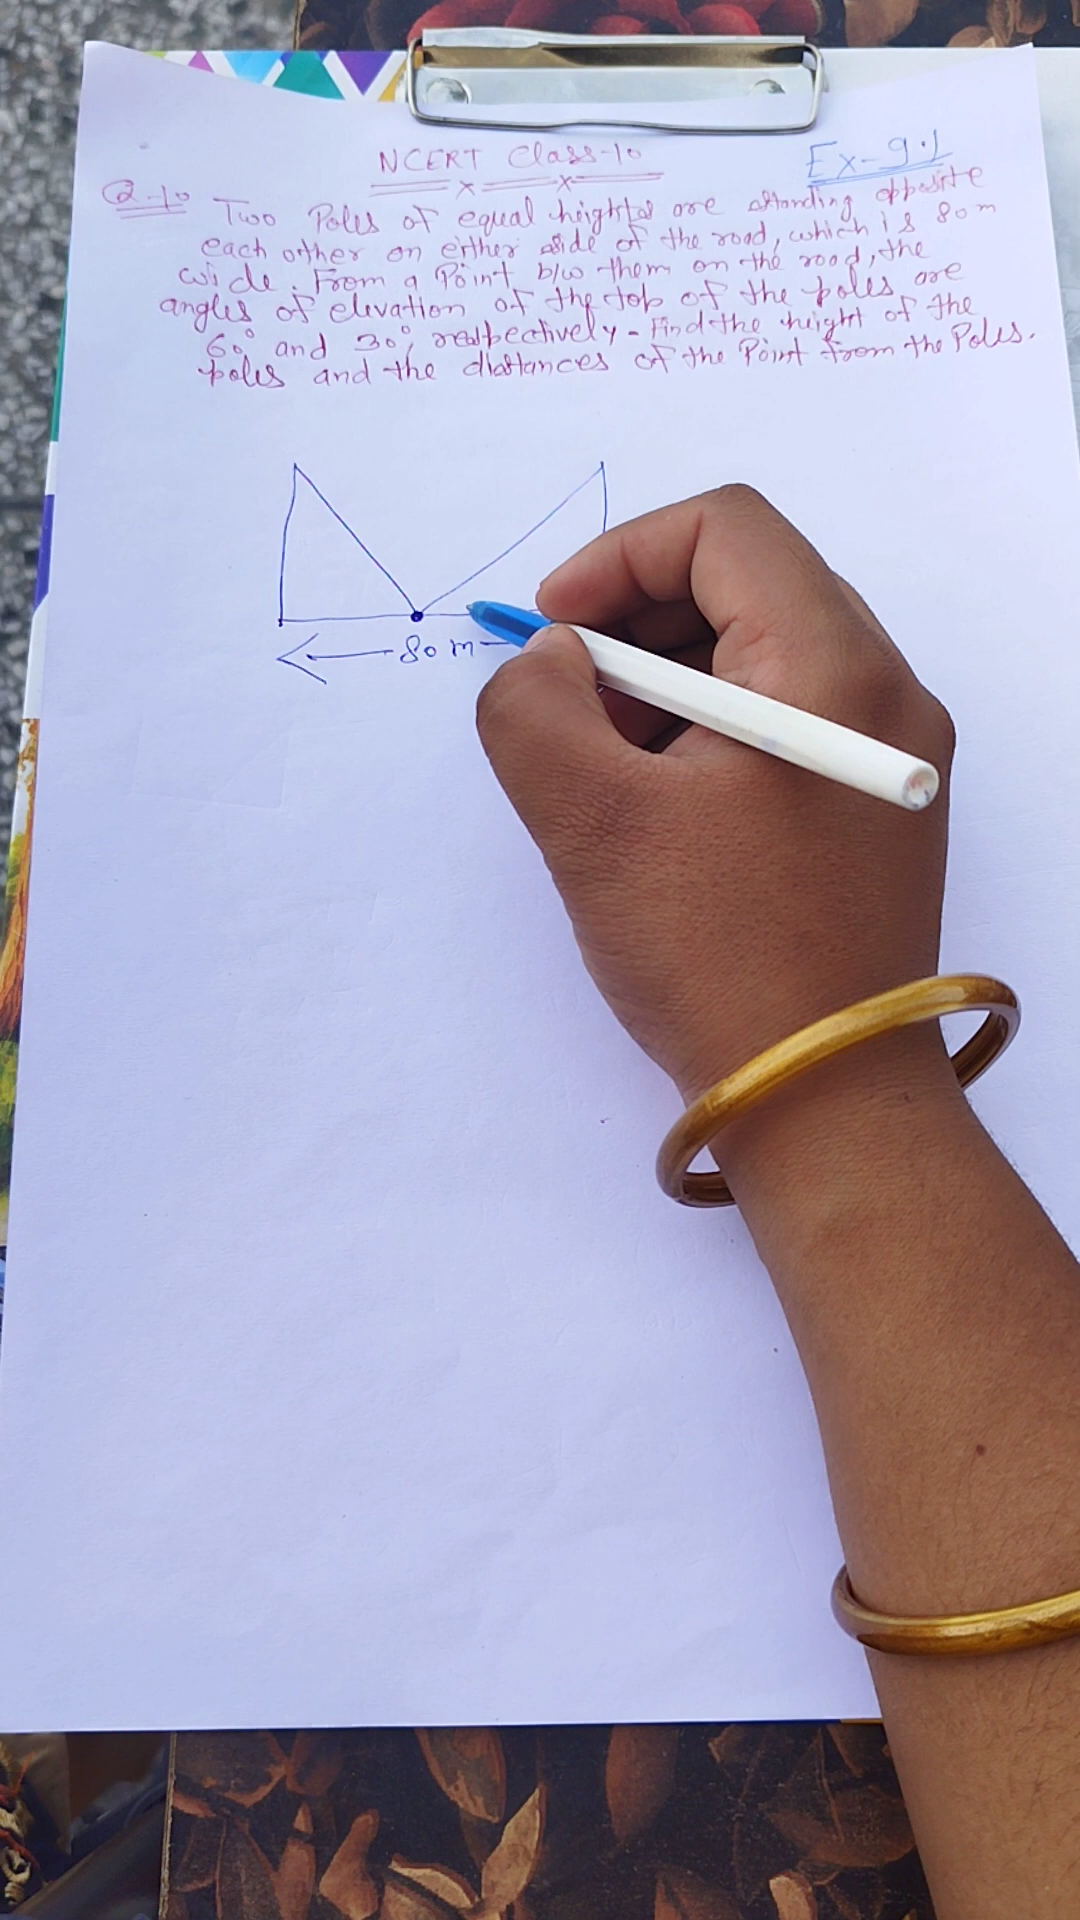 NCERT Class-10
Ex-9.1
Q-10 Two Poles of equal heights are standing opposite
each other on either side of the road, which is 80m
wide. From a Point b/w them on the road, the
angles of elevation of the top of the poles are
60° and 30°, respectively - Find the height of the
poles and the distances of the Point from the Poles.
80 m